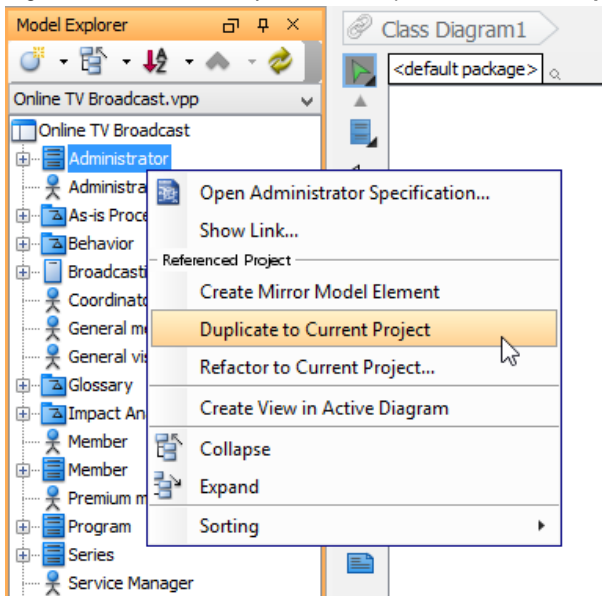 Model Explorer
Class Diagram1
<default package>
Online TV Broadcast.vpp
Online TV Broadcast
Administrator
Administra
As-is Proce
Behavior
Broadcasti
Coordinato
General m
General vis
Glossary
Impact An
Member
Member
Premium m
Program
Series
Service Manager
Open Administrator Specification...
Show Link...
Referenced Project
Create Mirror Model Element
Duplicate to Current Project
Refactor to Current Project...
Create View in Active Diagram
Collapse
Expand
Sorting